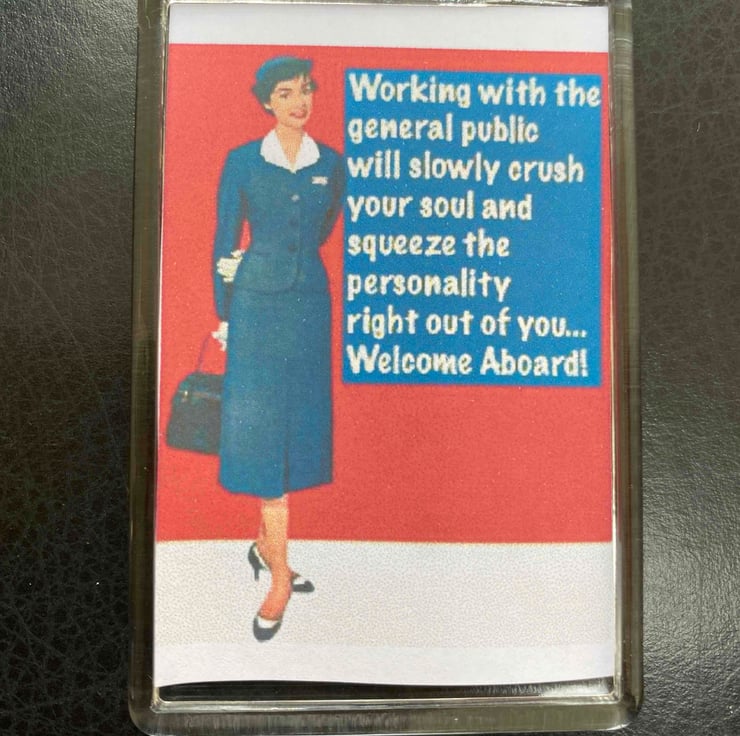 Working with the
general public
will slowly crush
your soul and
squeeze the
personality
right out of you...
Welcome Aboard!